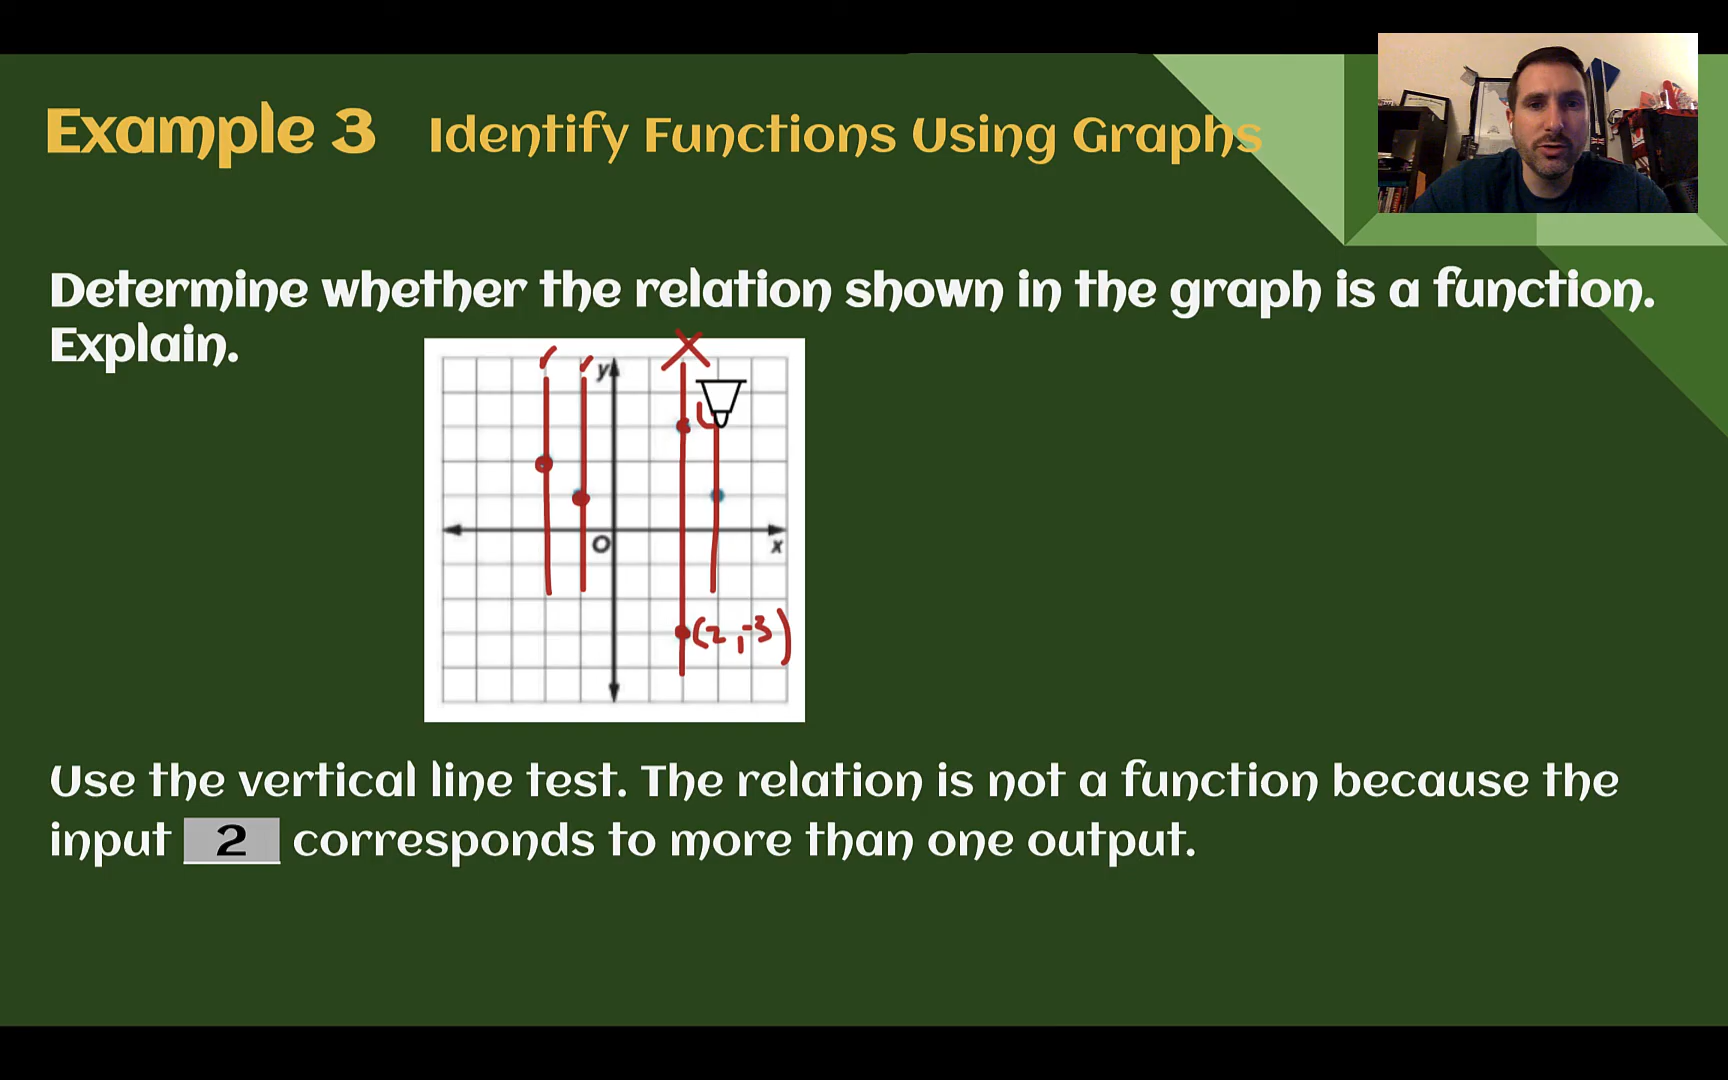 Example 3 Identify Functions Using Graphs
Determine whether the relation shown in the graph is a function.
Explain.
y
O
x
(2,-3)
Use the vertical line test. The relation is not a function because the
input 2 corresponds to more than one output.